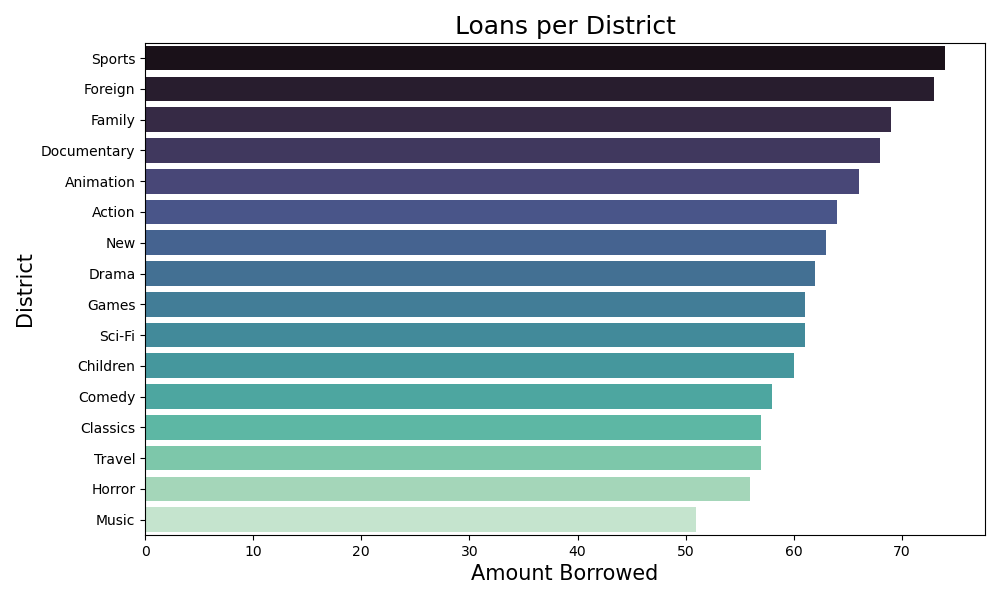 Loans per District
Sports
Foreign
Family
Documentary
Animation
Action
New
Drama
Games
Sci-Fi
Children
Comedy
Classics
Travel
Horror
Music
District
0 10 20 30 40 50 60 70
Amount Borrowed